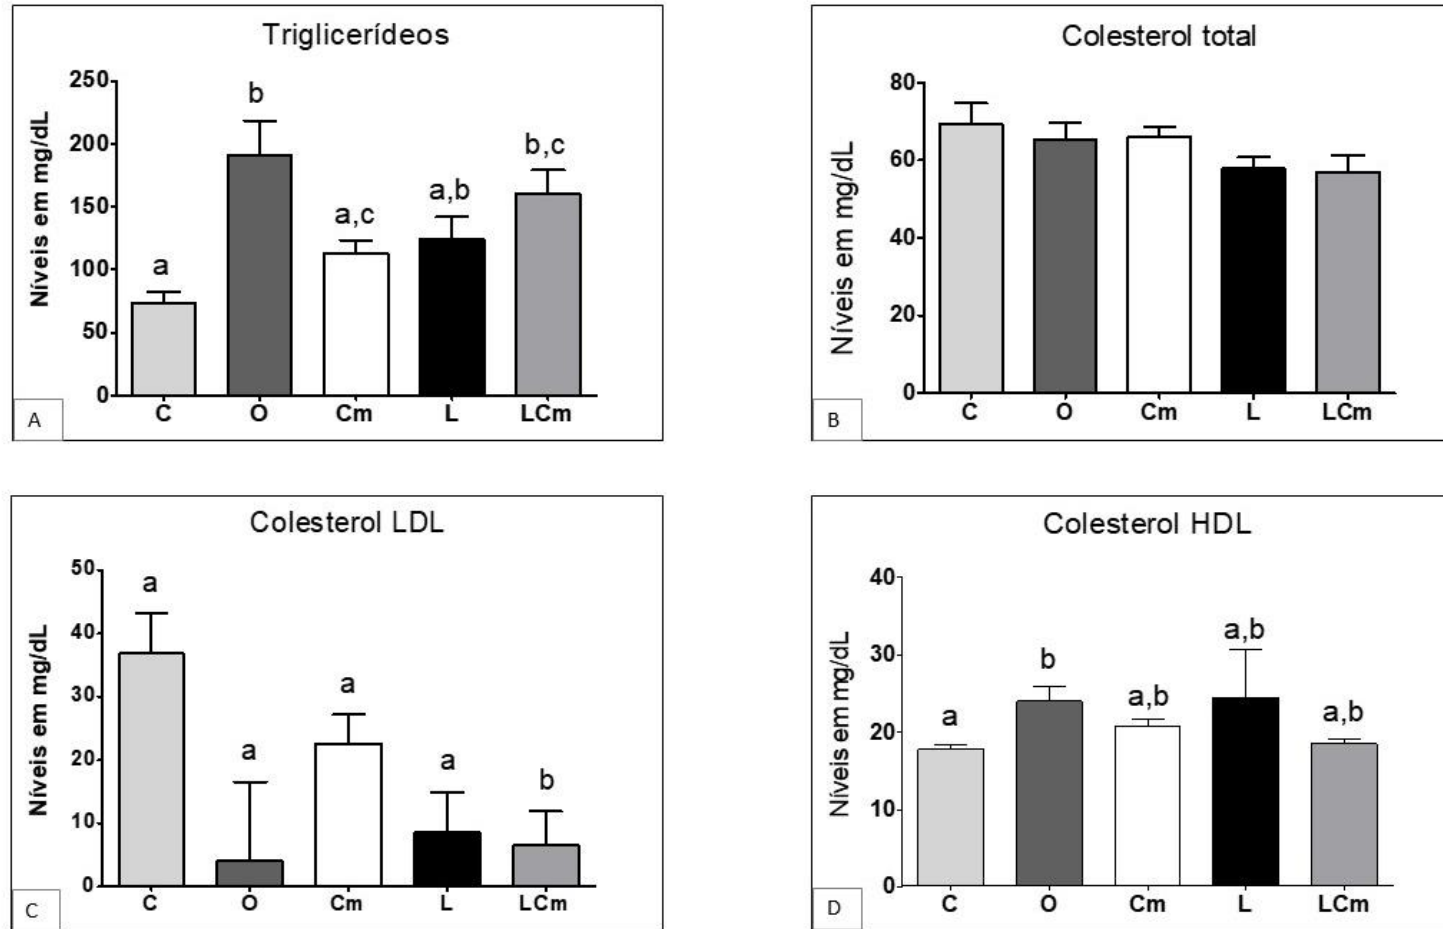 Triglicerídeos
Níveis em mg/dL
250
200
150
100
50
0
a
b
a,c
a,b
b,c
C O Cm L LCm
A
Colesterol total
Níveis em mg/dL
80
60
40
20
0
C O Cm L LCm
B
Colesterol LDL
Níveis em mg/dL
50
40
30
20
10
0
a
a
a
a
b
C O Cm L LCm
C
Colesterol HDL
Níveis em mg/dL
40
30
20
10
0
a
b
a,b
a,b
a,b
C O Cm L LCm
D